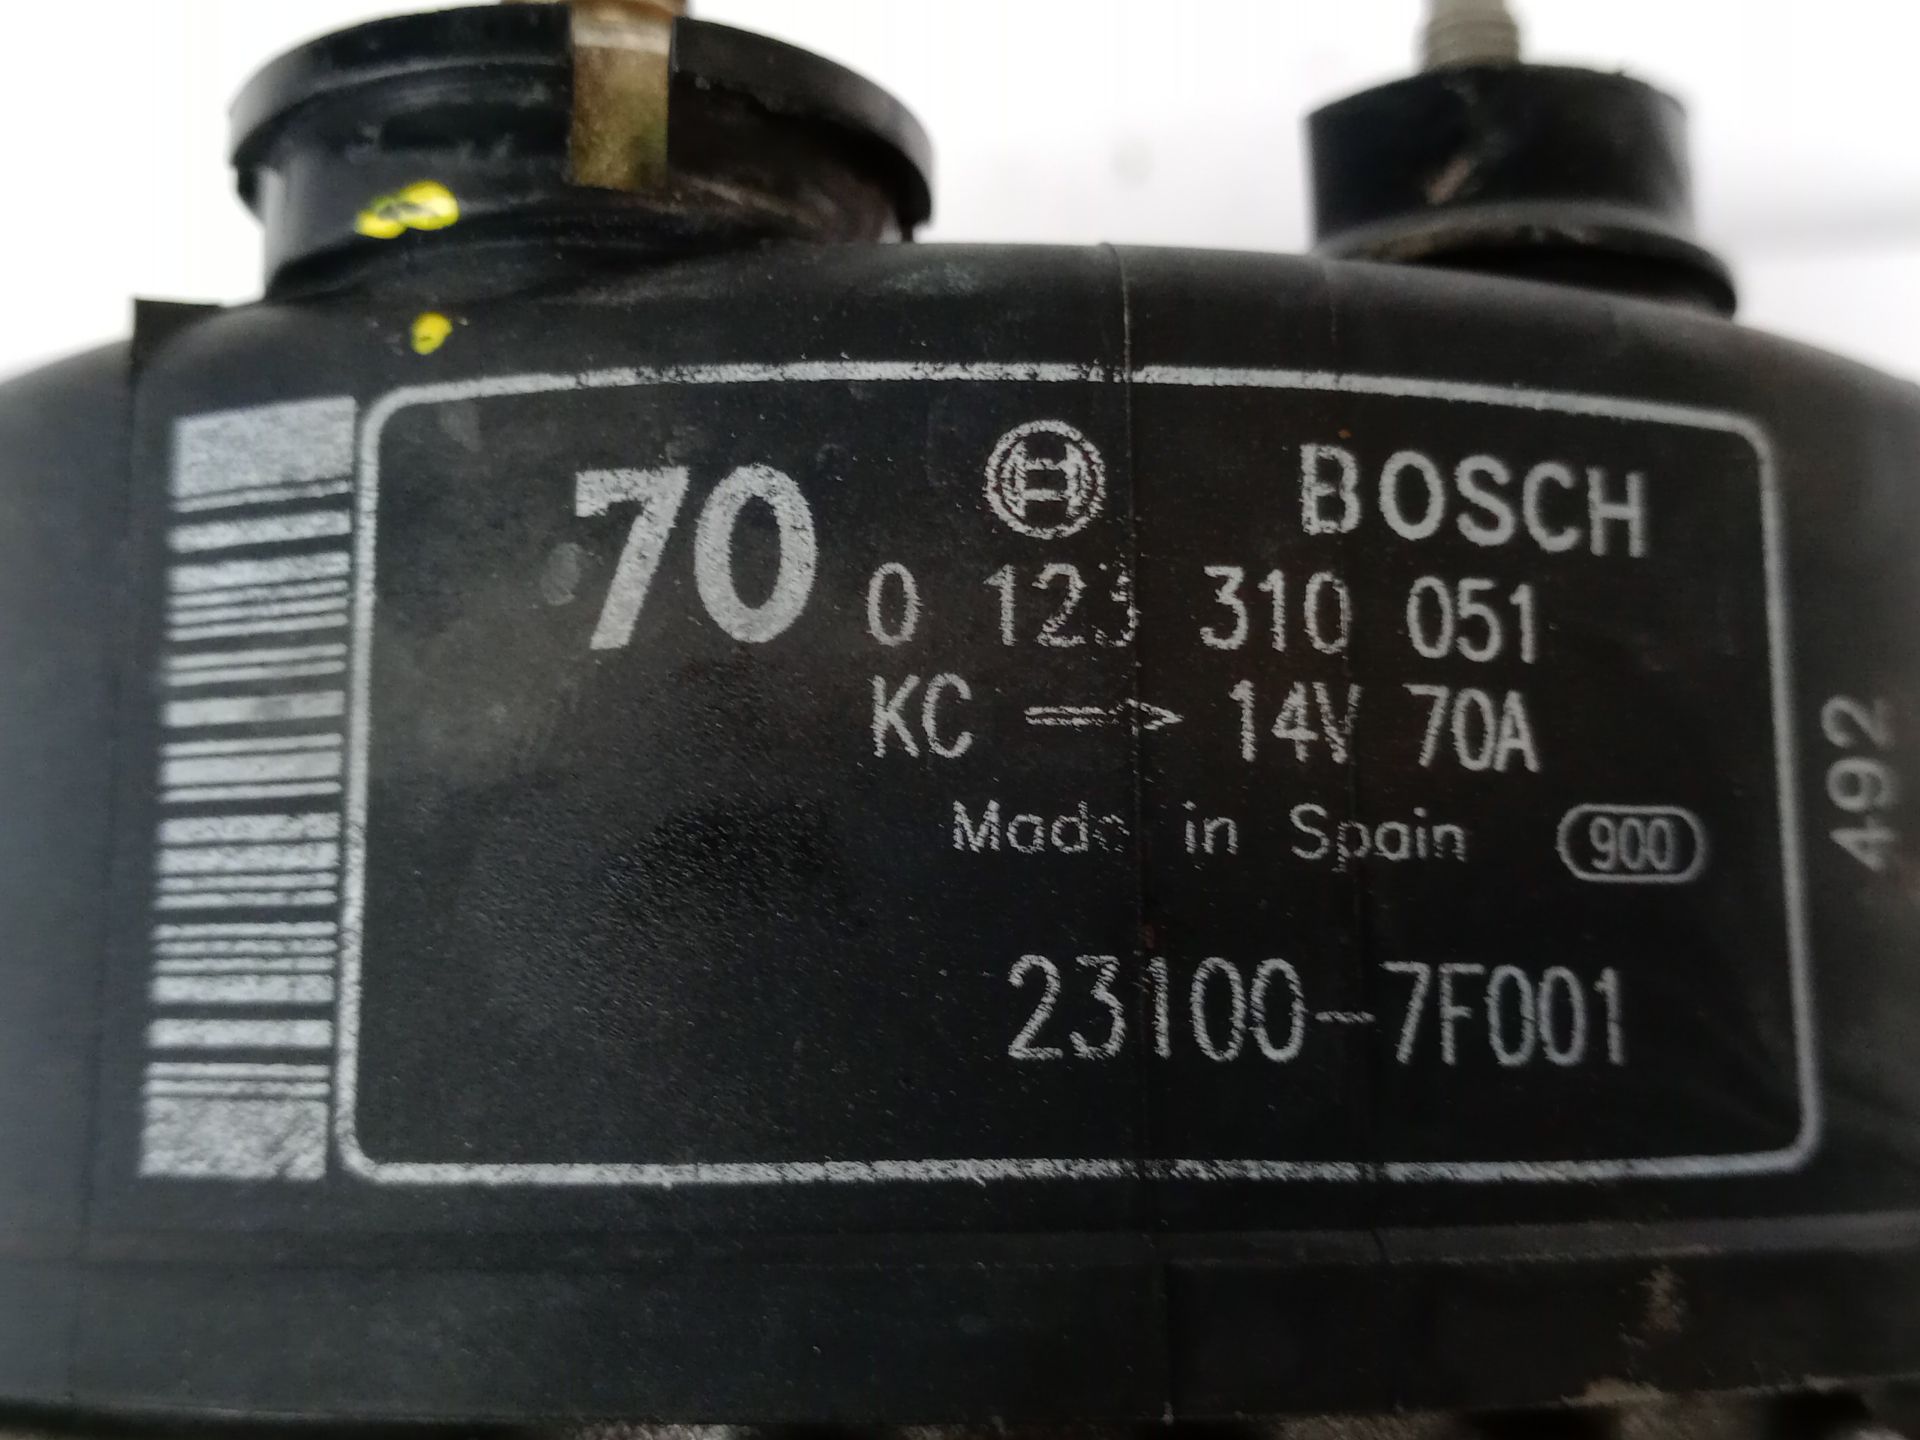 70 BOSCH
0 123 310 051
KC 14V 70A
Made in Spain 900
23100-7F001
492